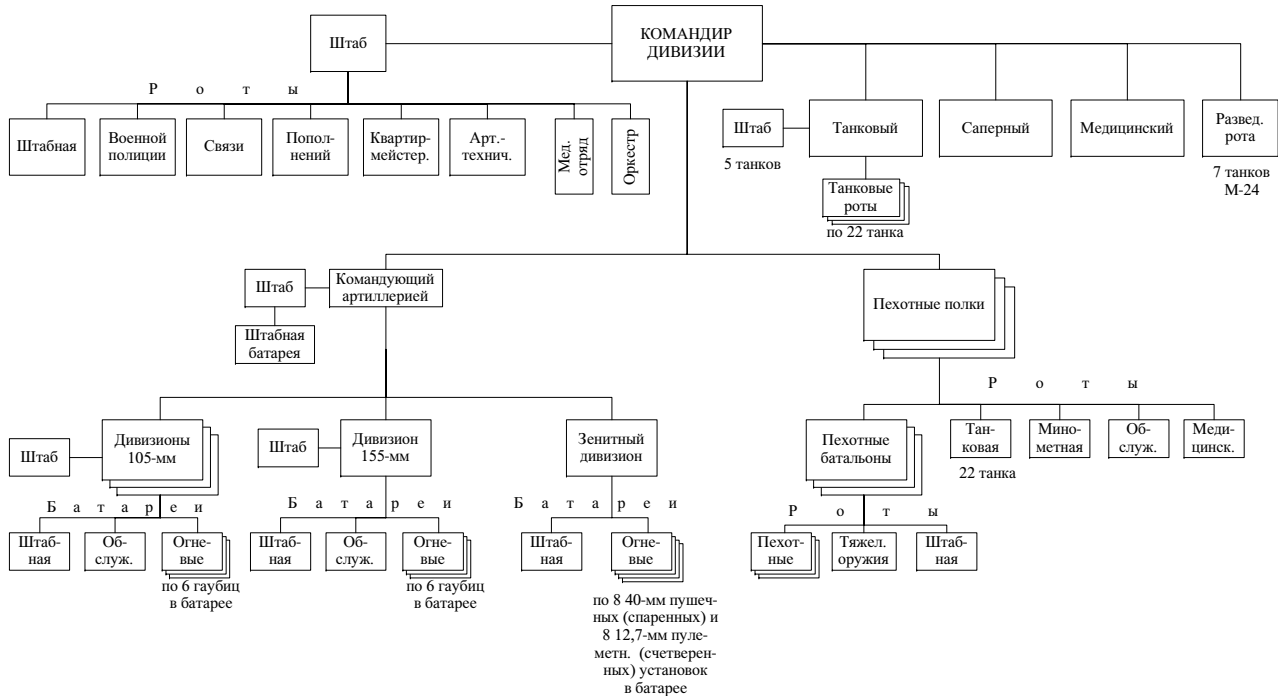 КОМАНДИР
ДИВИЗИИ
Штаб
Р о т ы
Штабная
Военной
полиции
Связи
Попол-
нений
Квартир-
мейстер.
Арт.-
технич.
Мед.
отряд
Оркестр
Штаб
5 танков
Танковый
Танковые
роты
по 22 танка
Саперный
Медицинский
Развед.
рота
7 танков
М-24
Штаб
Командующий
артиллерией
Штабная
батарея
Пехотные полки
Штаб
Дивизионы
105-мм
Б а т а р е и
Штаб-
ная
Об-
служ.
Огне-
вые
по 6 гаубиц
в батарее
Штаб
Дивизион
155-мм
Б а т а р е и
Штаб-
ная
Об-
служ.
Огне-
вые
по 6 гаубиц
в батарее
Зенитный
дивизион
Б а т а р е и
Штаб-
ная
Огне-
вые
по 8 40-мм пушеч-
ных (спаренных) и
8 12,7-мм пуле-
метн. (счетверен-
ных) установок
в батарее
Р о т ы
Пехотные
батальоны
Тан-
ковая
22 танка
Мино-
метная
Об-
служ.
Меди-
цинск.
Р о т ы
Пехот-
ные
Тяжел.
оружия
Штаб-
ная